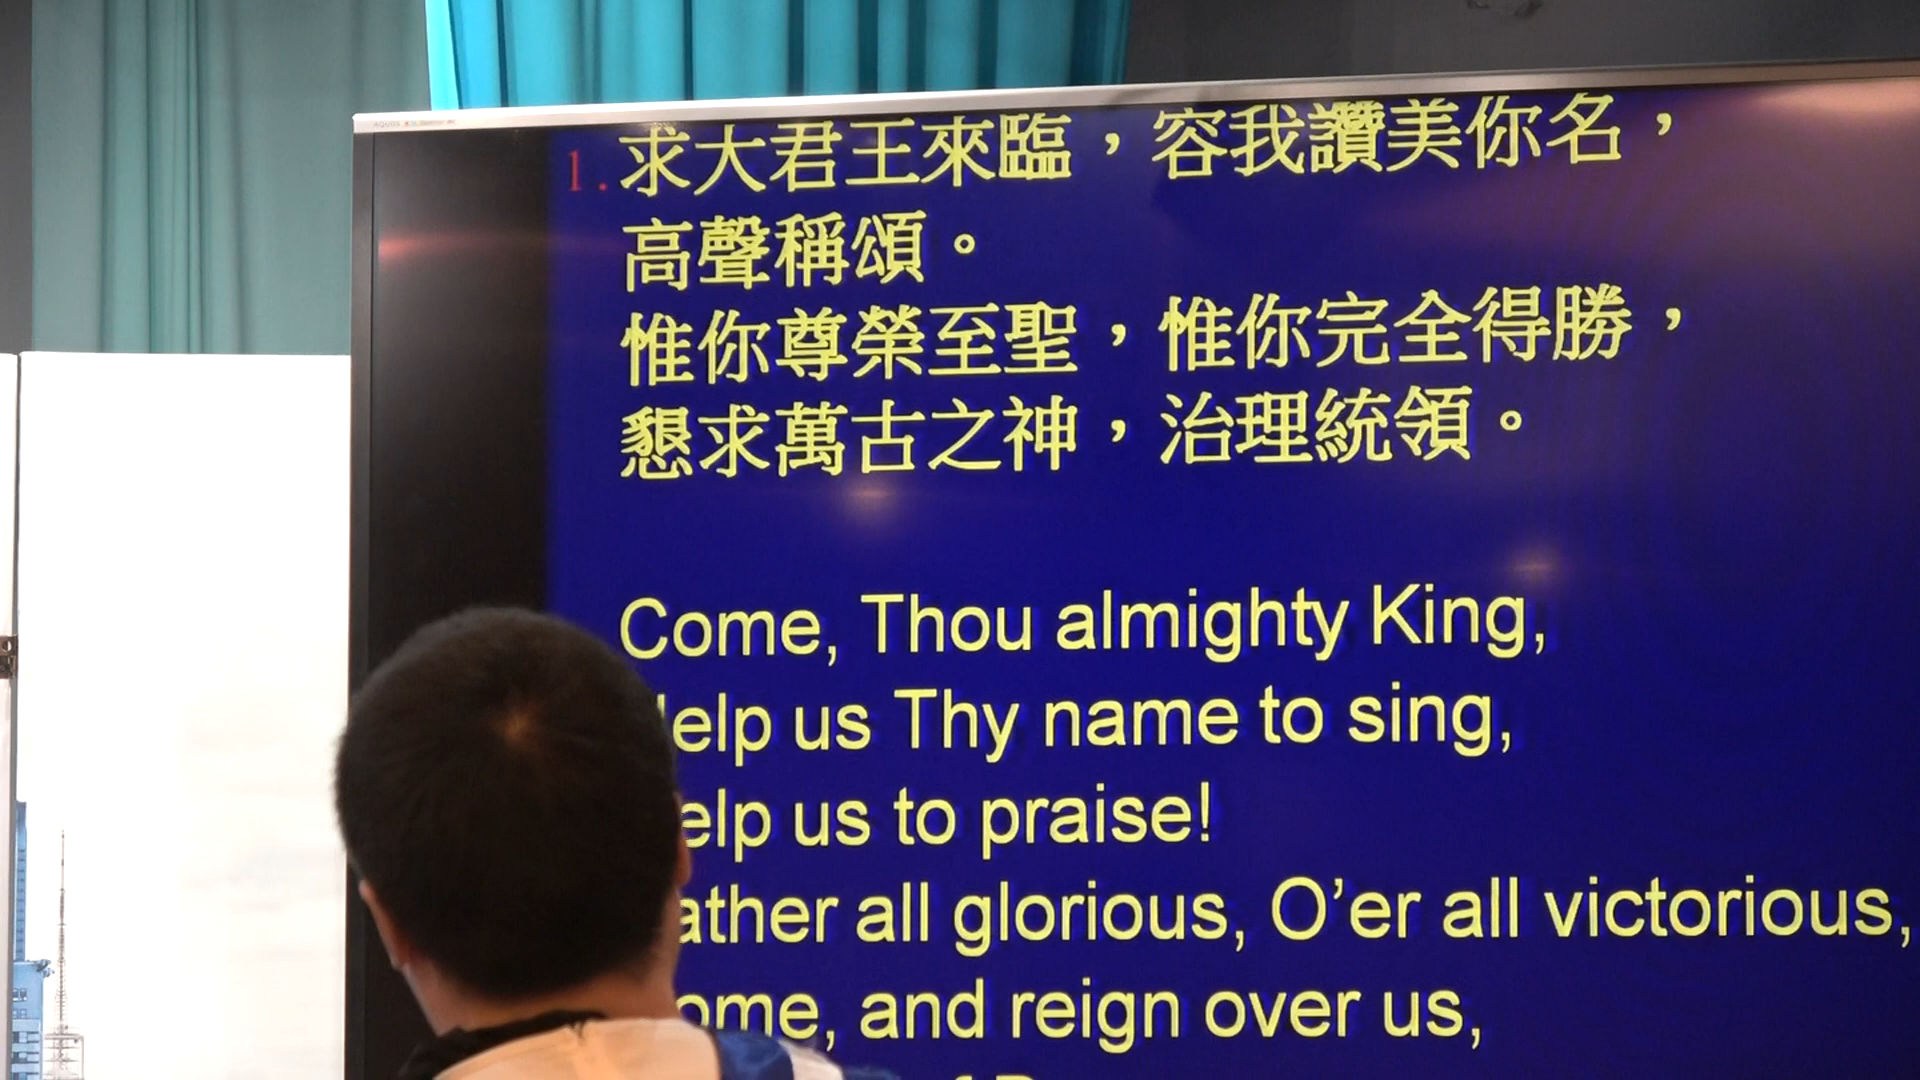 AQUOS
1. 求大君王來臨，容我讚美你名，
高聲稱頌。
惟你尊榮至聖，惟你完全得勝，
懇求萬古之神，治理統領。
Come, Thou almighty King,
elp us Thy name to sing,
elp us to praise!
ather all glorious, O’er all victorious,
ome, and reign over us,